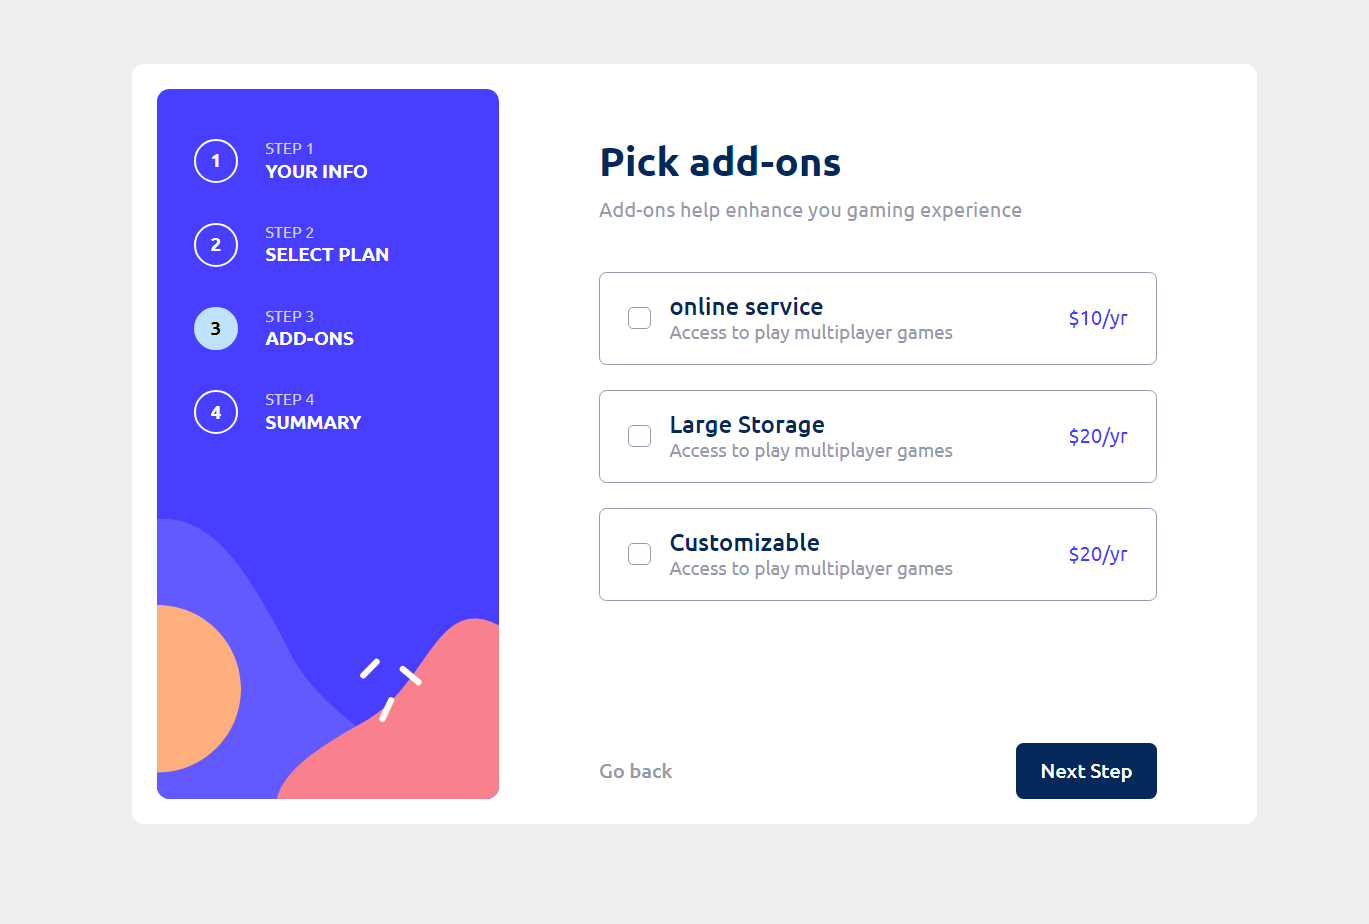 1
STEP 1
YOUR INFO
2
STEP 2
SELECT PLAN
3
STEP 3
ADD-ONS
4
STEP 4
SUMMARY
Pick add-ons
Add-ons help enhance you gaming experience
online service
Access to play multiplayer games
$10/yr
Large Storage
Access to play multiplayer games
$20/yr
Customizable
Access to play multiplayer games
$20/yr
Go back
Next Step